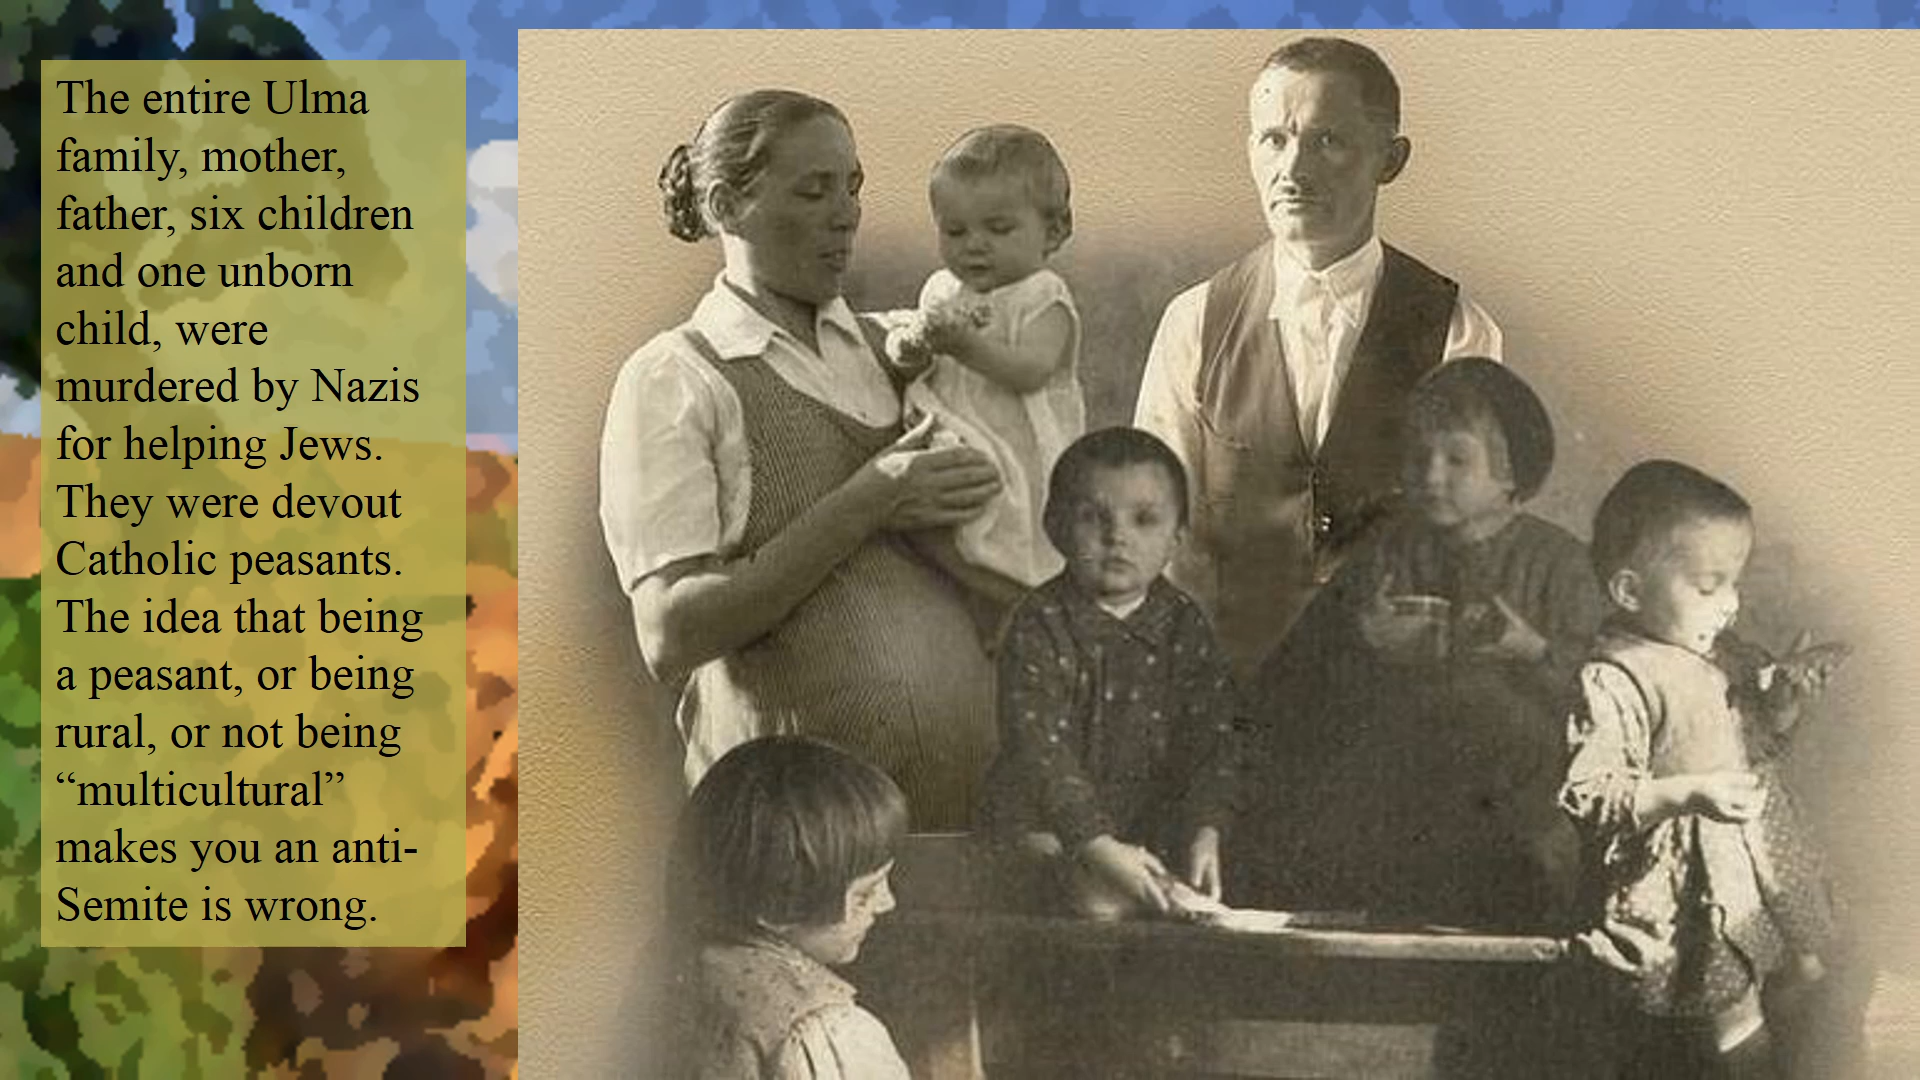 The entire Ulma
family, mother,
father, six children
and one unborn
child, were
murdered by Nazis
for helping Jews.
They were devout
Catholic peasants.
The idea that being
a peasant, or being
rural, or not being
“multicultural”
makes you an anti-
Semite is wrong.